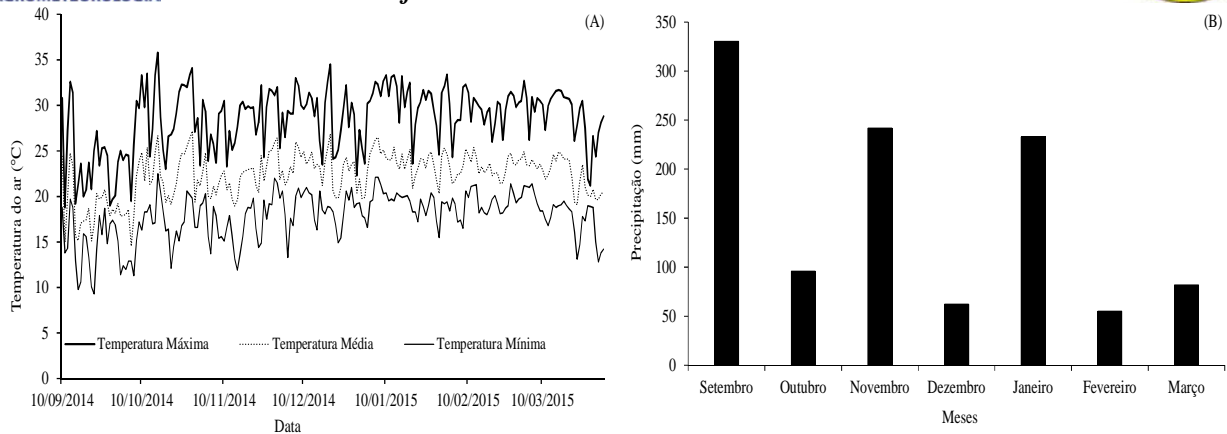 (A)
40
35
30
25
20
15
10
5
0
Temperatura do ar (°C)
Temperatura Máxima
Temperatura Média
Temperatura Mínima
10/09/2014 10/10/2014 10/11/2014 10/12/2014 10/01/2015 10/02/2015 10/03/2015
Data
(B)
350
300
250
200
150
100
50
0
Precipitação (mm)
Setembro Outubro Novembro Dezembro Janeiro Fevereiro Março
Meses